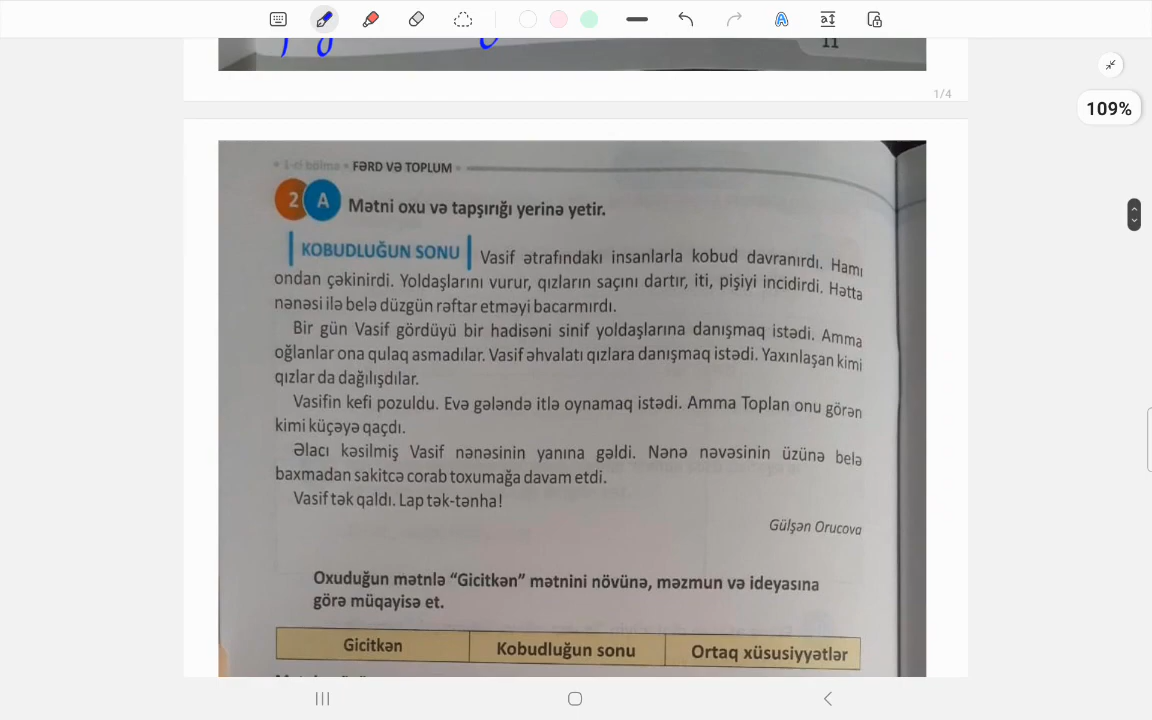 11
1/4
109%
1-ci bölmə • FƏRD VƏ TOPLUM
2 A Mətni oxu və tapşırığı yerinə yetir.
KOBUDLUĞUN SONU Vasif ətrafındakı insanlarla kobud davranırdı. Hamı
ondan çəkinirdi. Yoldaşlarını vurur, qızların saçını dartır, iti, pişiyi incidirdi. Hətta
nənəsi ilə belə düzgün rəftar etməyi bacarmırdı.
Bir gün Vasif gördüyü bir hadisəni sinif yoldaşlarına danışmaq istədi. Amma
oğlanlar ona qulaq asmadılar. Vasif əhvalatı qızlara danışmaq istədi. Yaxınlaşan kimi
qızlar da dağılışdılar.
Vasifin kefi pozuldu. Evə gələndə itlə oynamaq istədi. Amma Toplan onu görən
kimi küçəyə qaçdı.
Əlacı kəsilmiş Vasif nənəsinin yanına gəldi. Nənə nəvəsinin üzünə belə
baxmadan sakitcə corab toxumağa davam etdi.
Vasif tək qaldı. Lap tək-tənha!
Gülşən Orucova
Oxuduğun mətnlə “Gicitkən” mətnini növünə, məzmun və ideyasına
görə müqayisə et.
Gicitkən Kobudluğun sonu Ortaq xüsusiyyətlər